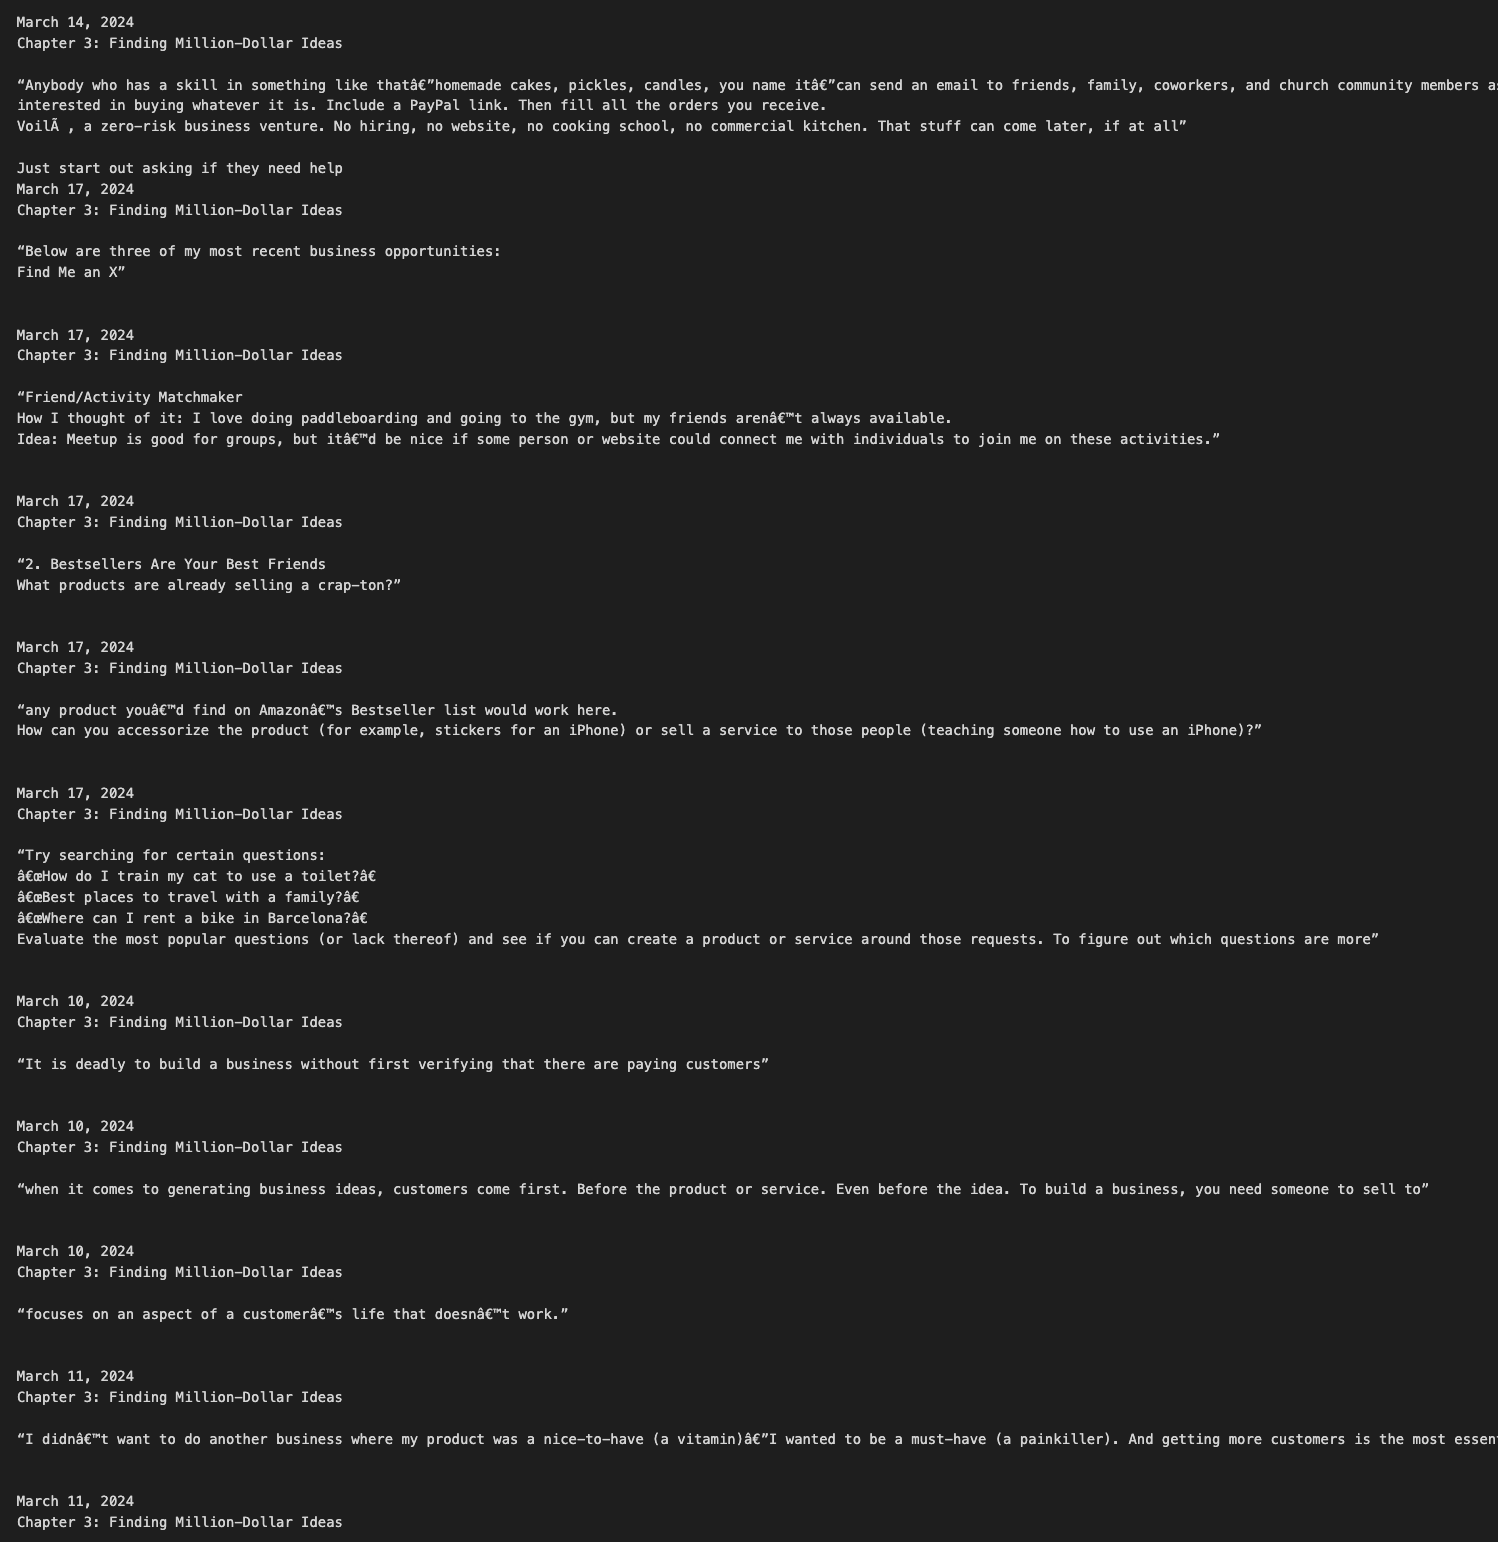 March 14, 2024
Chapter 3: Finding Million-Dollar Ideas
“Anybody who has a skill in something like thatâ€”homemade cakes, pickles, candles, you name itâ€”can send an email to friends, family, coworkers, and church community members
interested in buying whatever it is. Include a PayPal link. Then fill all the orders you receive.
VoilÃ , a zero-risk business venture. No hiring, no website, no cooking school, no commercial kitchen. That stuff can come later, if at all”
Just start out asking if they need help
March 17, 2024
Chapter 3: Finding Million-Dollar Ideas
“Below are three of my most recent business opportunities:
Find Me an X”
March 17, 2024
Chapter 3: Finding Million-Dollar Ideas
“Friend/Activity Matchmaker
How I thought of it: I love doing paddleboarding and going to the gym, but my friends arenâ€™t always available.
Idea: Meetup is good for groups, but itâ€™d be nice if some person or website could connect me with individuals to join me on these activities.”
March 17, 2024
Chapter 3: Finding Million-Dollar Ideas
“2. Bestsellers Are Your Best Friends
What products are already selling a crap-ton?”
March 17, 2024
Chapter 3: Finding Million-Dollar Ideas
“any product youâ€™d find on Amazonâ€™s Bestseller list would work here.
How can you accessorize the product (for example, stickers for an iPhone) or sell a service to those people (teaching someone how to use an iPhone)?”
March 17, 2024
Chapter 3: Finding Million-Dollar Ideas
“Try searching for certain questions:
â€œHow do I train my cat to use a toilet?â€
â€œBest places to travel with a family?â€
â€œWhere can I rent a bike in Barcelona?â€
Evaluate the most popular questions (or lack thereof) and see if you can create a product or service around those requests. To figure out which questions are more”
March 10, 2024
Chapter 3: Finding Million-Dollar Ideas
“It is deadly to build a business without first verifying that there are paying customers”
March 10, 2024
Chapter 3: Finding Million-Dollar Ideas
“when it comes to generating business ideas, customers come first. Before the product or service. Even before the idea. To build a business, you need someone to sell to”
March 10, 2024
Chapter 3: Finding Million-Dollar Ideas
“focuses on an aspect of a customerâ€™s life that doesnâ€™t work.”
March 11, 2024
Chapter 3: Finding Million-Dollar Ideas
“I didnâ€™t want to do another business where my product was a nice-to-have (a vitamin)â€”I wanted to be a must-have (a painkiller). And getting more customers is the most
March 11, 2024
Chapter 3: Finding Million-Dollar Ideas